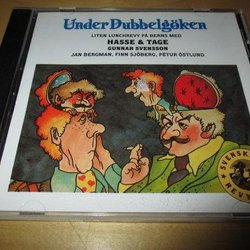 Under Dubbelgöken
LITEN LUNCHREVY PÅ BERNS MED
HASSE & TAGE
GUNNAR SVENSSON
JAN BERGMAN, FINN SJÖBERG, PÉTUR ÖSTLUND
SVENSK
REVY